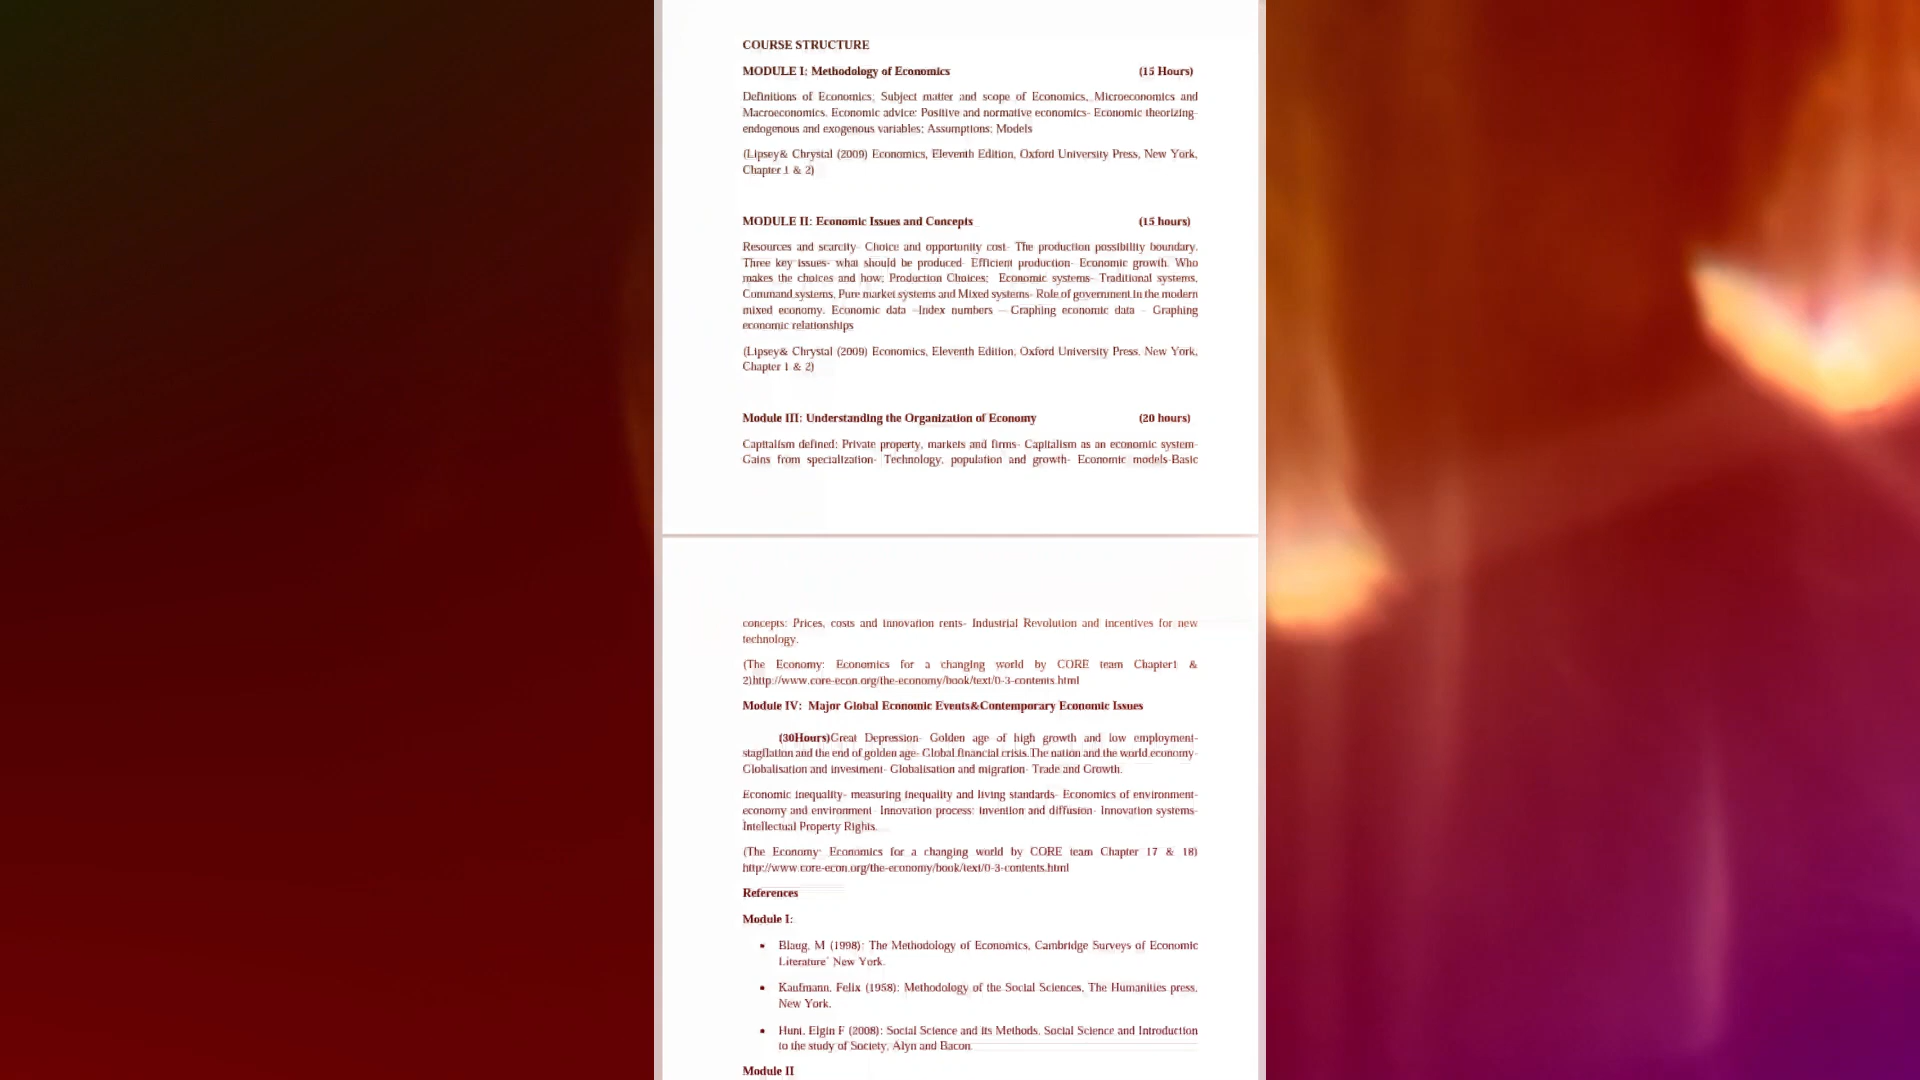 COURSE STRUCTURE
MODULE I: Methodology of Economics (15 Hours)
Definitions of Economics; Subject matter and scope of Economics, Microeconomics and
Macroeconomics. Economic advice: Positive and normative economics- Economic theorizing-
endogenous and exogenous variables; Assumptions; Models
(Lipsey& Chrystal (2009) Economics, Eleventh Edition, Oxford University Press, New York,
Chapter 1 & 2)
MODULE II: Economic Issues and Concepts (15 hours)
Resources and scarcity- Choice and opportunity cost- The production possibility boundary.
Three key issues- what should be produced- Efficient production- Economic growth. Who
makes the choices and how; Production Choices; Economic systems- Traditional systems,
Command systems, Pure market systems and Mixed systems- Role of government in the modern
mixed economy. Economic data –Index numbers – Graphing economic data – Graphing
economic relationships
(Lipsey& Chrystal (2009) Economics, Eleventh Edition, Oxford University Press. New York,
Chapter 1 & 2)
Module III: Understanding the Organization of Economy (20 hours)
Capitalism defined: Private property, markets and firms- Capitalism as an economic system-
Gains from specialization- Technology, population and growth- Economic models-Basic
concepts: Prices, costs and innovation rents- Industrial Revolution and incentives for new
technology.
(The Economy: Economics for a changing world by CORE team Chapter1 &
2)http://www.core-econ.org/the-economy/book/text/0-3-contents.html
Module IV: Major Global Economic Events&Contemporary Economic Issues
(30Hours)Great Depression- Golden age of high growth and low employment-
stagflation and the end of golden age- Global financial crisis.The nation and the world economy-
Globalisation and investment- Globalisation and migration- Trade and Growth.
Economic inequality- measuring inequality and living standards- Economics of environment-
economy and environment- Innovation process: invention and diffusion- Innovation systems-
Intellectual Property Rights.
(The Economy: Economics for a changing world by CORE team Chapter 17 & 18)
http://www.core-econ.org/the-economy/book/text/0-3-contents.html
References
Module I:
• Blaug, M (1998): The Methodology of Economics, Cambridge Surveys of Economic
Literature' New York.
• Kaufmann, Felix (1958): Methodology of the Social Sciences, The Humanities press,
New York.
• Hunt, Elgin F (2008): Social Science and its Methods. Social Science and Introduction
to the study of Society, Alyn and Bacon.
Module II